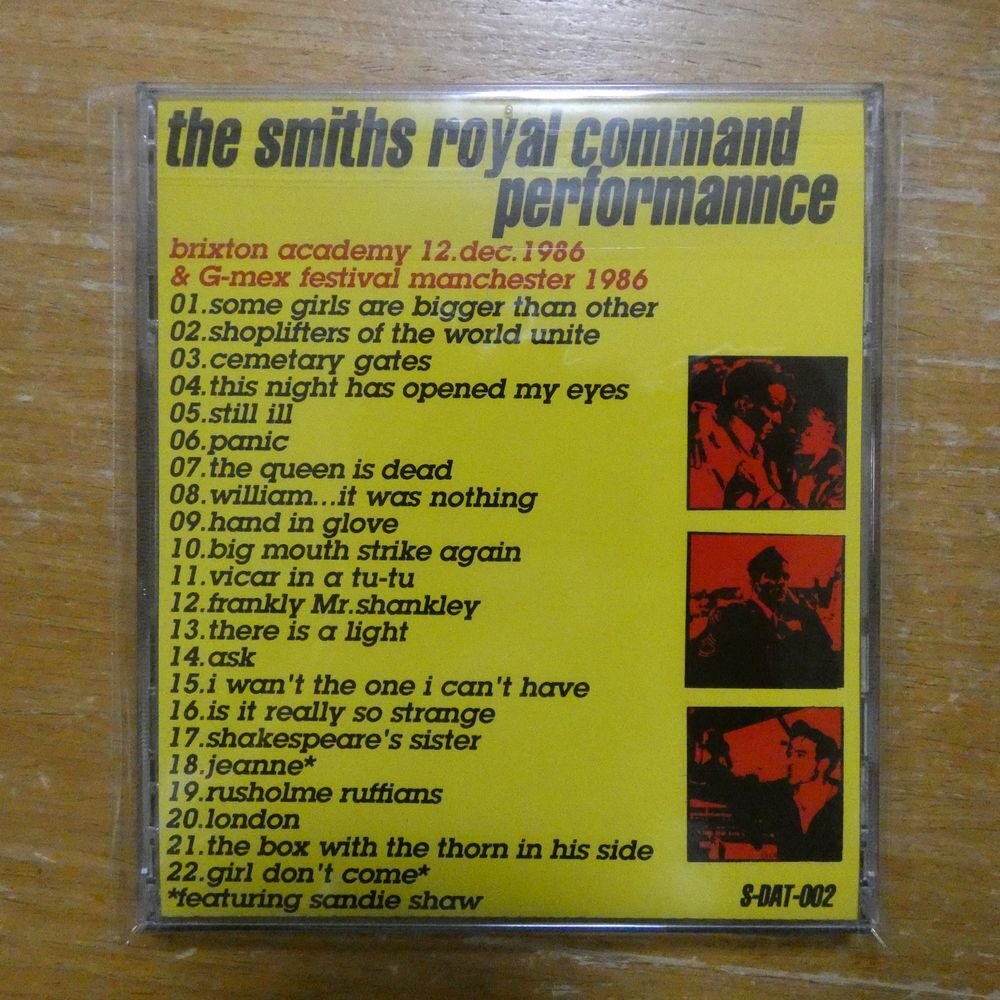 the smiths royal command
performannce
brixton academy 12.dec.1986
& G-mex festival manchester 1986
01.some girls are bigger than other
02.shoplifters of the world unite
03.cemetary gates
04.this night has opened my eyes
05.still ill
06.panic
07.the queen is dead
08.william...it was nothing
09.hand in glove
10.big mouth strike again
11.vicar in a tu-tu
12.frankly Mr.shankley
13.there is a light
14.ask
15.i wan't the one i can't have
16.is it really so strange
17.shakespeare's sister
18.jeanne*
19.rusholme ruffians
20.london
21.the box with the thorn in his side
22.girl don't come*
*featuring sandie shaw
S-DAT-002